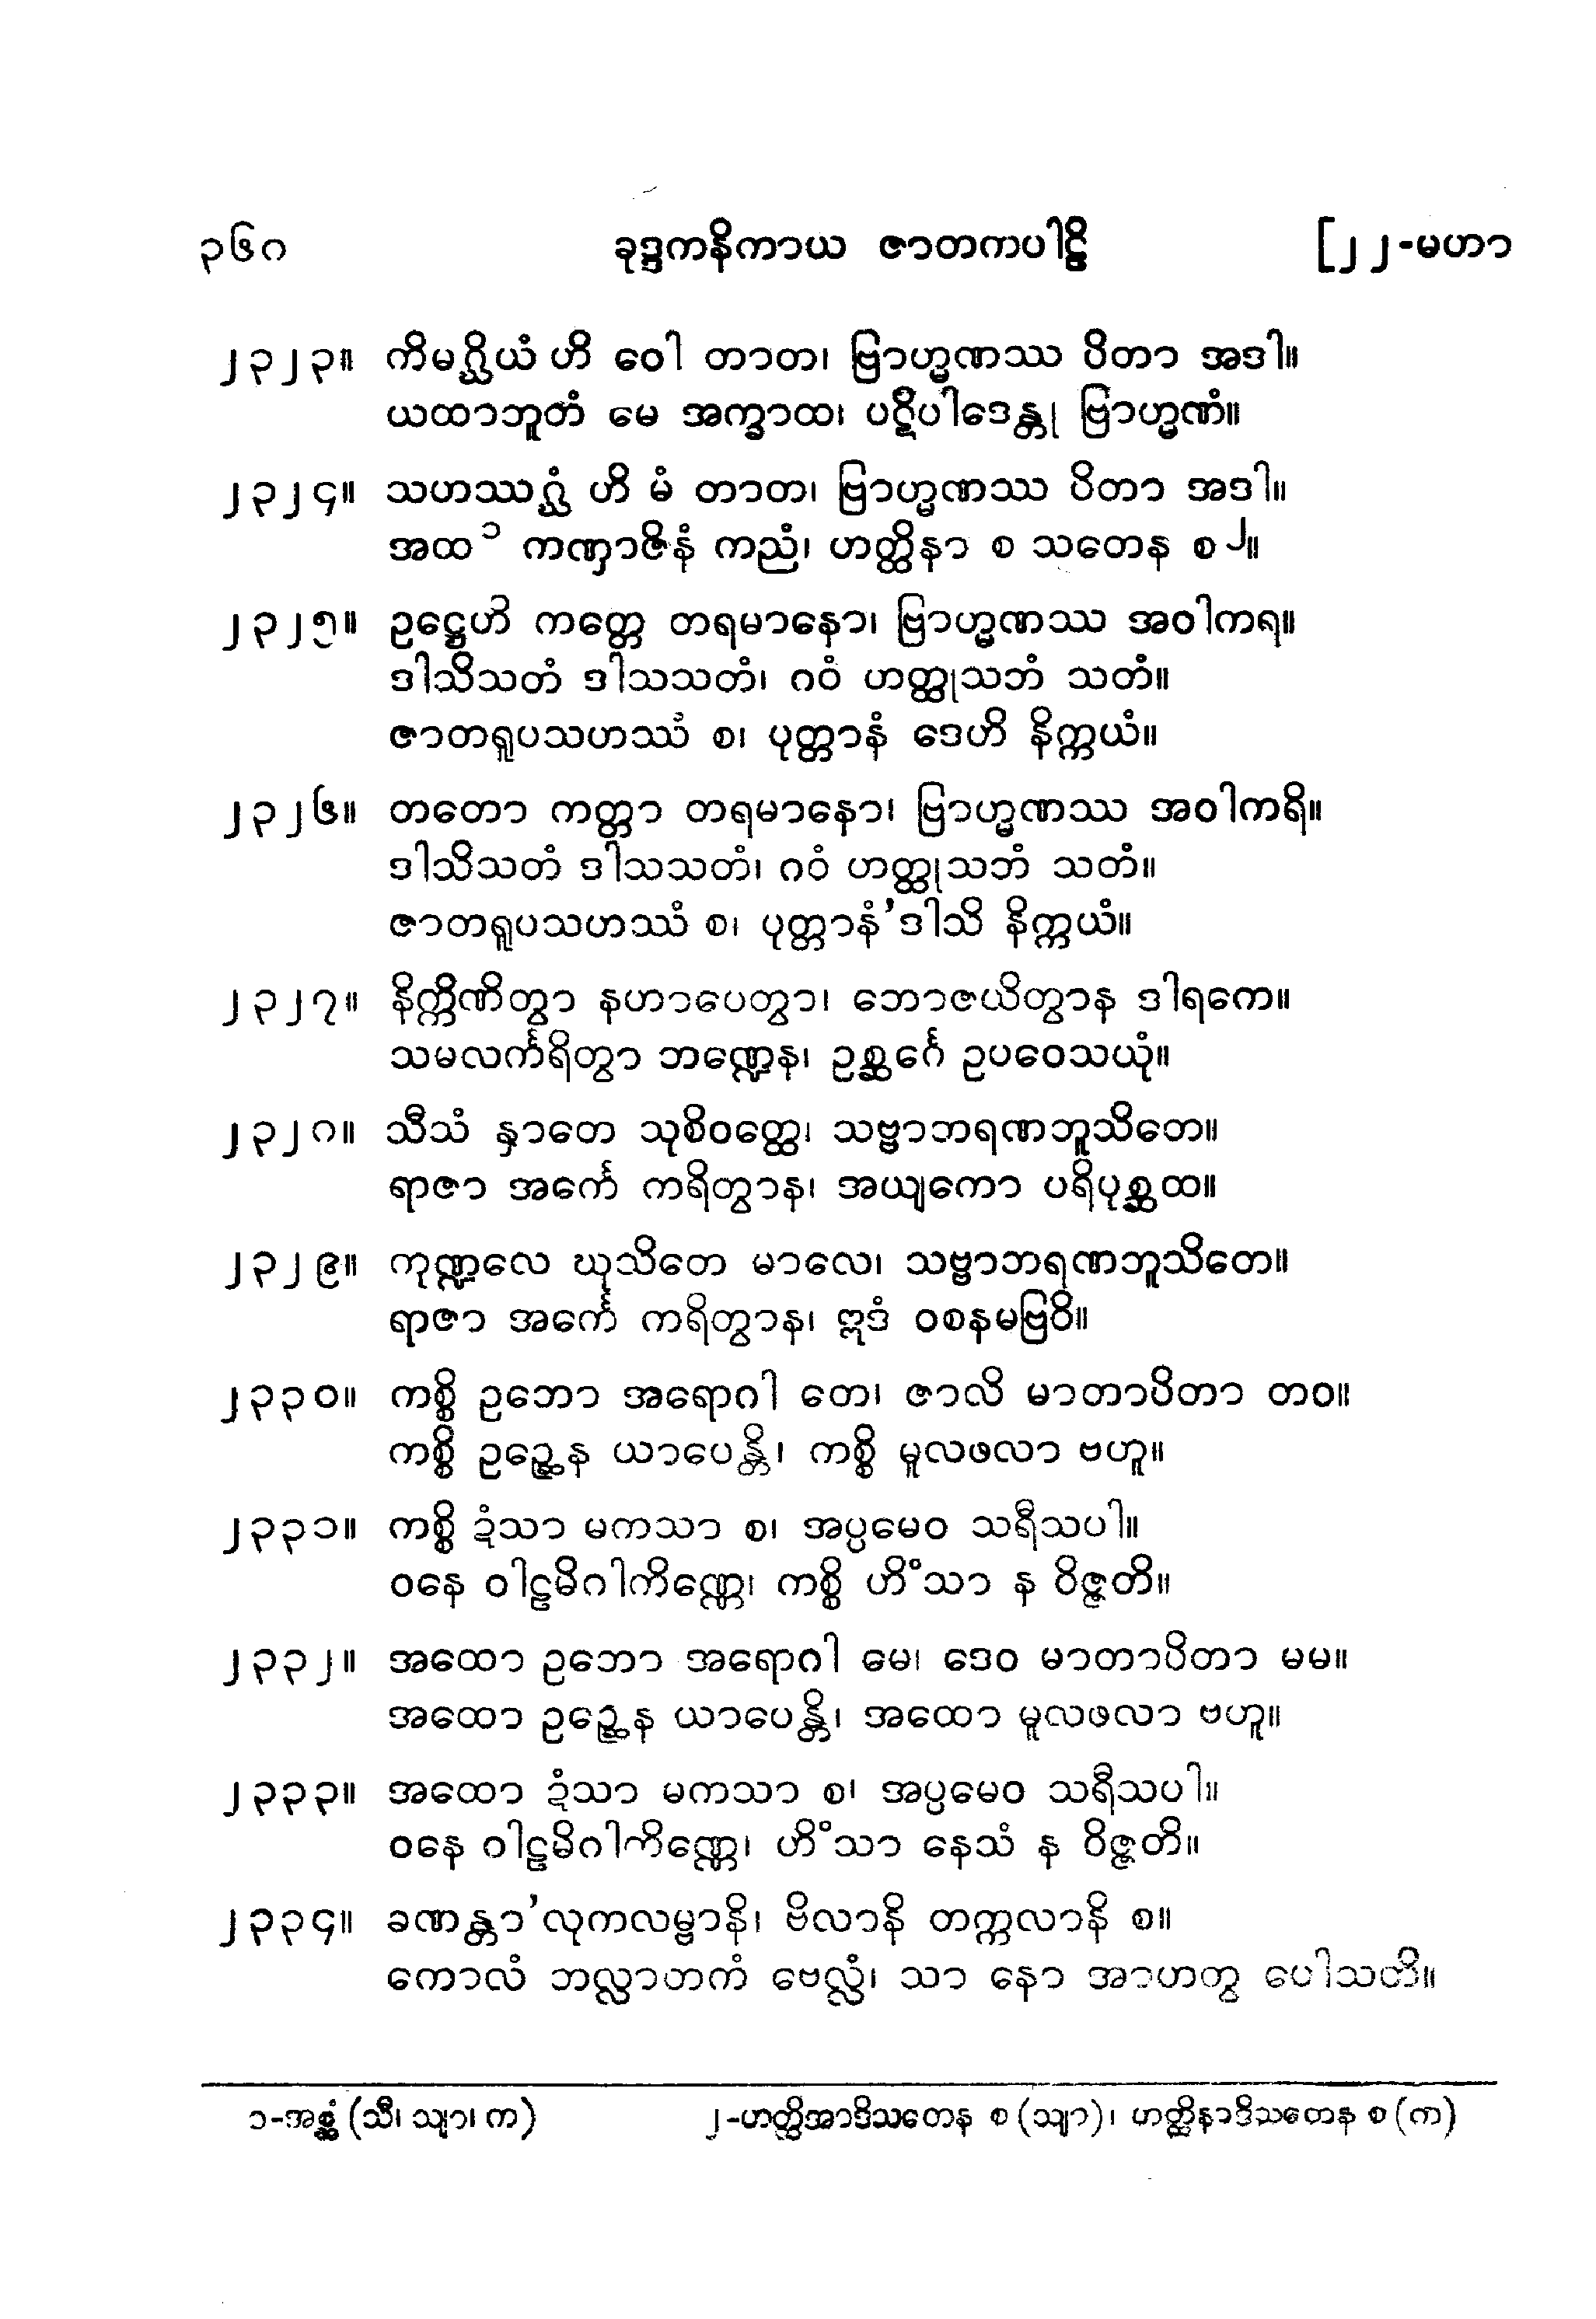 ၃၆၈ ခုဒ္ဒကနိကာယ ဇာတကပါဠိ [၂၂-မဟာ
၂၃၂၃။ ကိမဂ္ဃိယံ ဟိ ဝေါ တာတ၊ ဗြာဟ္မဏဿ ပိတာ အဒါ။
ယထာဘူတံ မေ အက္ခာထ၊ ပဋိပါဒေန္တု ဗြာဟ္မဏံ။
၂၃၂၄။ သဟဿဂ္ဃံ ဟိ မံ တာတ၊ ဗြာဟ္မဏဿ ပိတာ အဒါ။
အထ ၁ ကဏှာဇိနံ ကညံ၊ ဟတ္ထိနာ စ သတေန စ ၂။
၂၃၂၅။ ဥဋ္ဌေဟိ ကတ္တေ တရမာနော၊ ဗြာဟ္မဏဿ အဝါကရ။
ဒါသိသတံ ဒါသသတံ၊ ဂဝံ ဟတ္ထုသဘံ သတံ။
ဇာတရူပသဟဿံ စ၊ ပုတ္တာနံ ဒေဟိ နိက္ကယံ။
၂၃၂၆။ တတော ကတ္တာ တရမာနော၊ ဗြာဟ္မဏဿ အဝါကရိ။
ဒါသိသတံ ဒါသသတံ၊ ဂဝံ ဟတ္ထုသဘံ သတံ။
ဇာတရူပသဟဿံ စ၊ ပုတ္တာနံ’ဒါသိ နိက္ကယံ။
၂၃၂၇။ နိက္ကိဏိတွာ နဟာပေတွာ၊ ဘောဇယိတွာန ဒါရကေ။
သမလင်္ကရိတွာ ဘဏ္ဍေန၊ ဥစ္ဆင်္ဂေ ဥပဝေသယုံ။
၂၃၂၈။ သီသံ နှာတေ သုစိဝတ္ထေ၊ သဗ္ဗာဘရဏဘူသိတေ။
ရာဇာ အင်္ကေ ကရိတွာန၊ အယျကော ပရိပုစ္ဆထ။
၂၃၂၉။ ကုဏ္ဍလေ ဃုသိတေ မာလေ၊ သဗ္ဗာဘရဏဘူသိတေ။
ရာဇာ အင်္ကေ ကရိတွာန၊ ဣဒံ ဝစနမဗြဝိ။
၂၃၃၀။ ကစ္စိ ဥဘော အရောဂါ တေ၊ ဇာလိ မာတာပိတာ တဝ။
ကစ္စိ ဥဉ္ဆေန ယာပေန္တိ၊ ကစ္စိ မူလဖလာ ဗဟူ။
၂၃၃၁။ ကစ္စိ ဍံသာ မကသာ စ၊ အပ္ပမေဝ သရီသပါ။
ဝနေ ဝါဠမိဂါကိဏ္ဏေ၊ ကစ္စိ ဟိံသာ န ဝိဇ္ဇတိ။
၂၃၃၂။ အထော ဥဘော အရောဂါ မေ၊ ဒေဝ မာတာပိတာ မမ။
အထော ဥဉ္ဆေန ယာပေန္တိ၊ အထော မူလဖလာ ဗဟူ။
၂၃၃၃။ အထော ဍံသာ မကသာ စ၊ အပ္ပမေဝ သရီသပါ။
ဝနေ ဝါဠမိဂါကိဏ္ဏေ၊ ဟိံသာ နေသံ န ဝိဇ္ဇတိ။
၂၃၃၄။ ခဏန္တာ’လုကလမ္ဗာနိ၊ ဗိလာနိ တက္ကလာနိ စ။
ကောလံ ဘလ္လာတကံ ဗေလ္လံ၊ သာ နော အာဟတွ ပေါသတိ။
၁-အစ္ဆံ (သီ၊ သျာ၊ က) ၂-ဟတ္ထိအာဒိသတေန စ (သျာ)၊ ဟတ္ထိနာဒိသတေန စ (က)